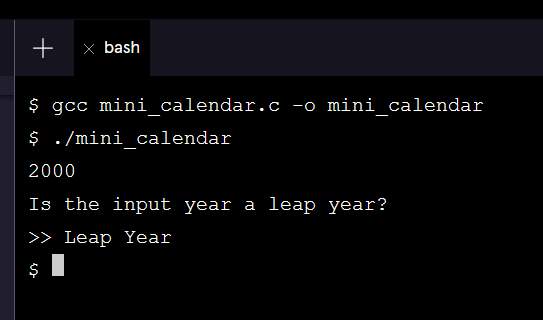 + × bash
$ gcc mini_calendar.c -o mini_calendar
$ ./mini_calendar
2000
Is the input year a leap year?
>> Leap Year
$